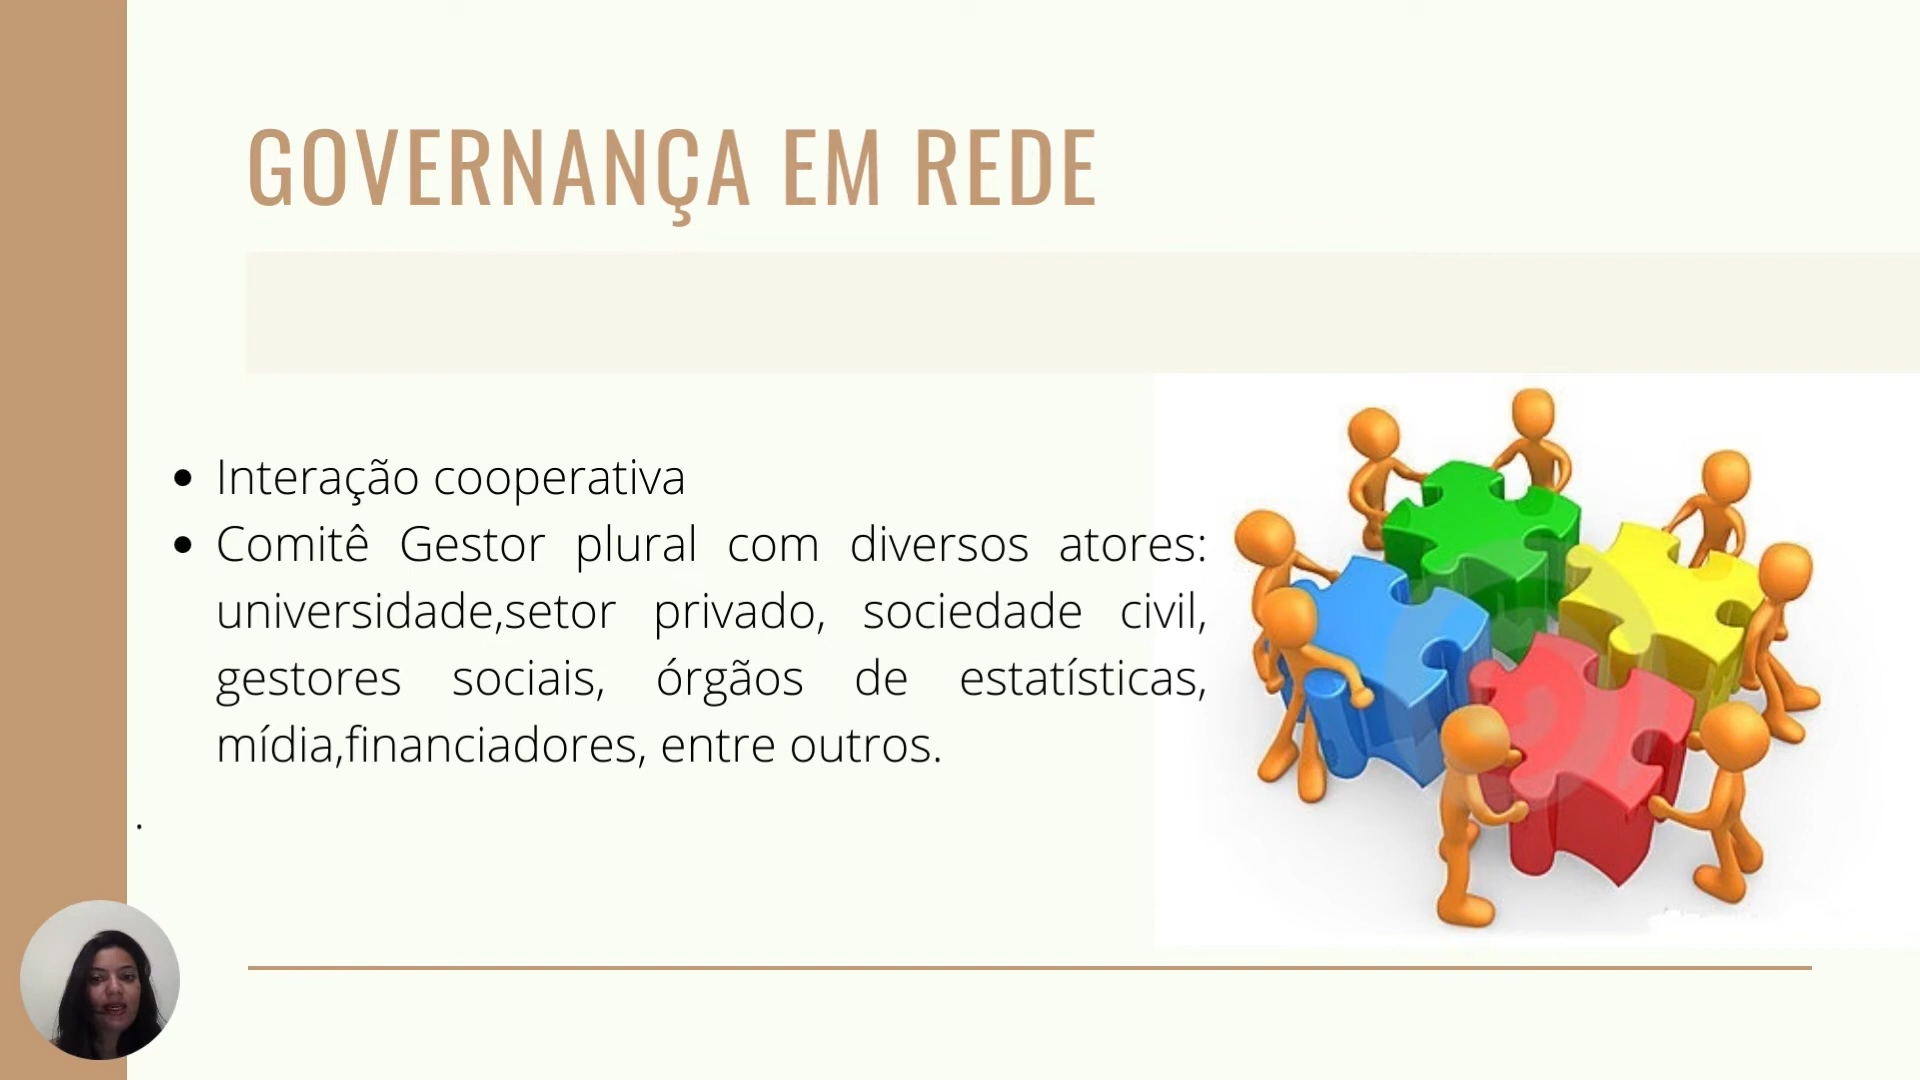 GOVERNANÇA EM REDE
• Interação cooperativa
• Comitê Gestor plural com diversos atores:
universidade,setor privado, sociedade civil,
gestores sociais, órgãos de estatísticas,
mídia,financiadores, entre outros.
.